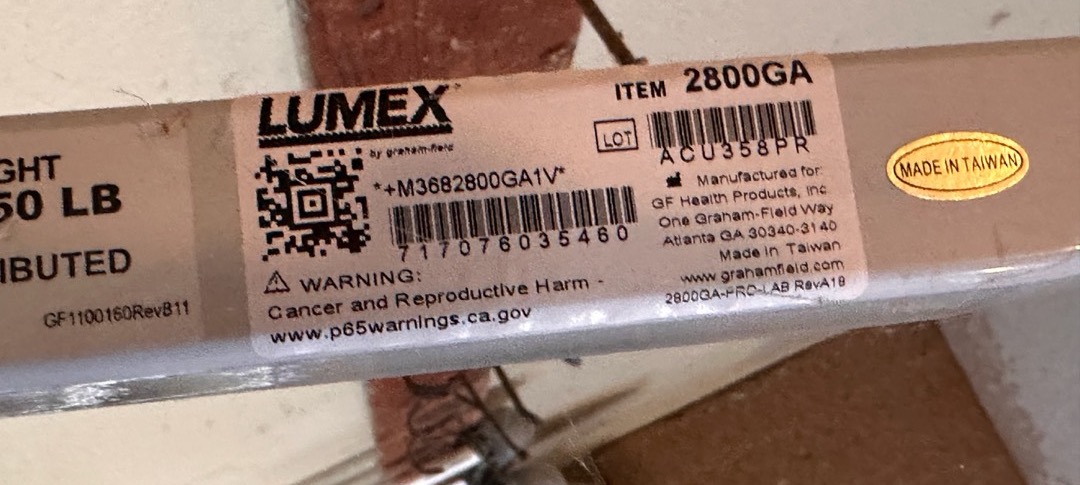 GHT
50 LB
IBUTED
GF1100160RevB11
LUMEX
by graham-field
*+M3682800GA1V*
717076035460
WARNING:
Cancer and Reproductive Harm -
www.p65warnings.ca.gov
ITEM 2800GA
LOT
ACU358PR
Manufactured for:
GF Health Products, Inc.
One Graham-Field Way
Atlanta GA 30340-3140
Made in Taiwan
www.grahamfield.com
2800GA-PRO-LAB RevA18
MADE IN TAIWAN